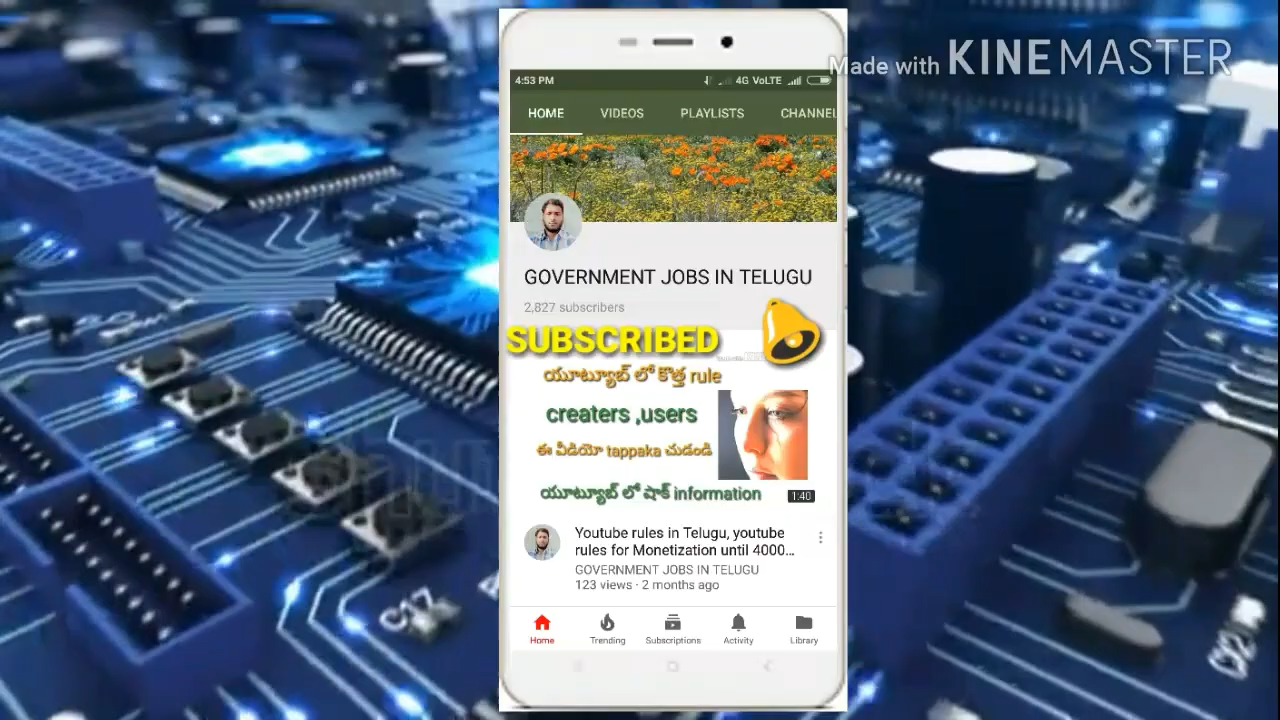 Made with KINEMASTER
4:53 PM
4G VoLTE
HOME VIDEOS PLAYLISTS CHANNEL
GOVERNMENT JOBS IN TELUGU
2,827 subscribers
SUBSCRIBED
యూట్యూబ్ లో కొత్త rule
creaters ,users
ఈ వీడియో tappaka చుడండి
యూట్యూబ్ లో షాక్ information
1:40
Youtube rules in Telugu, youtube
rules for Monetization until 4000...
GOVERNMENT JOBS IN TELUGU
123 views · 2 months ago
Home Trending Subscriptions Activity Library
C17